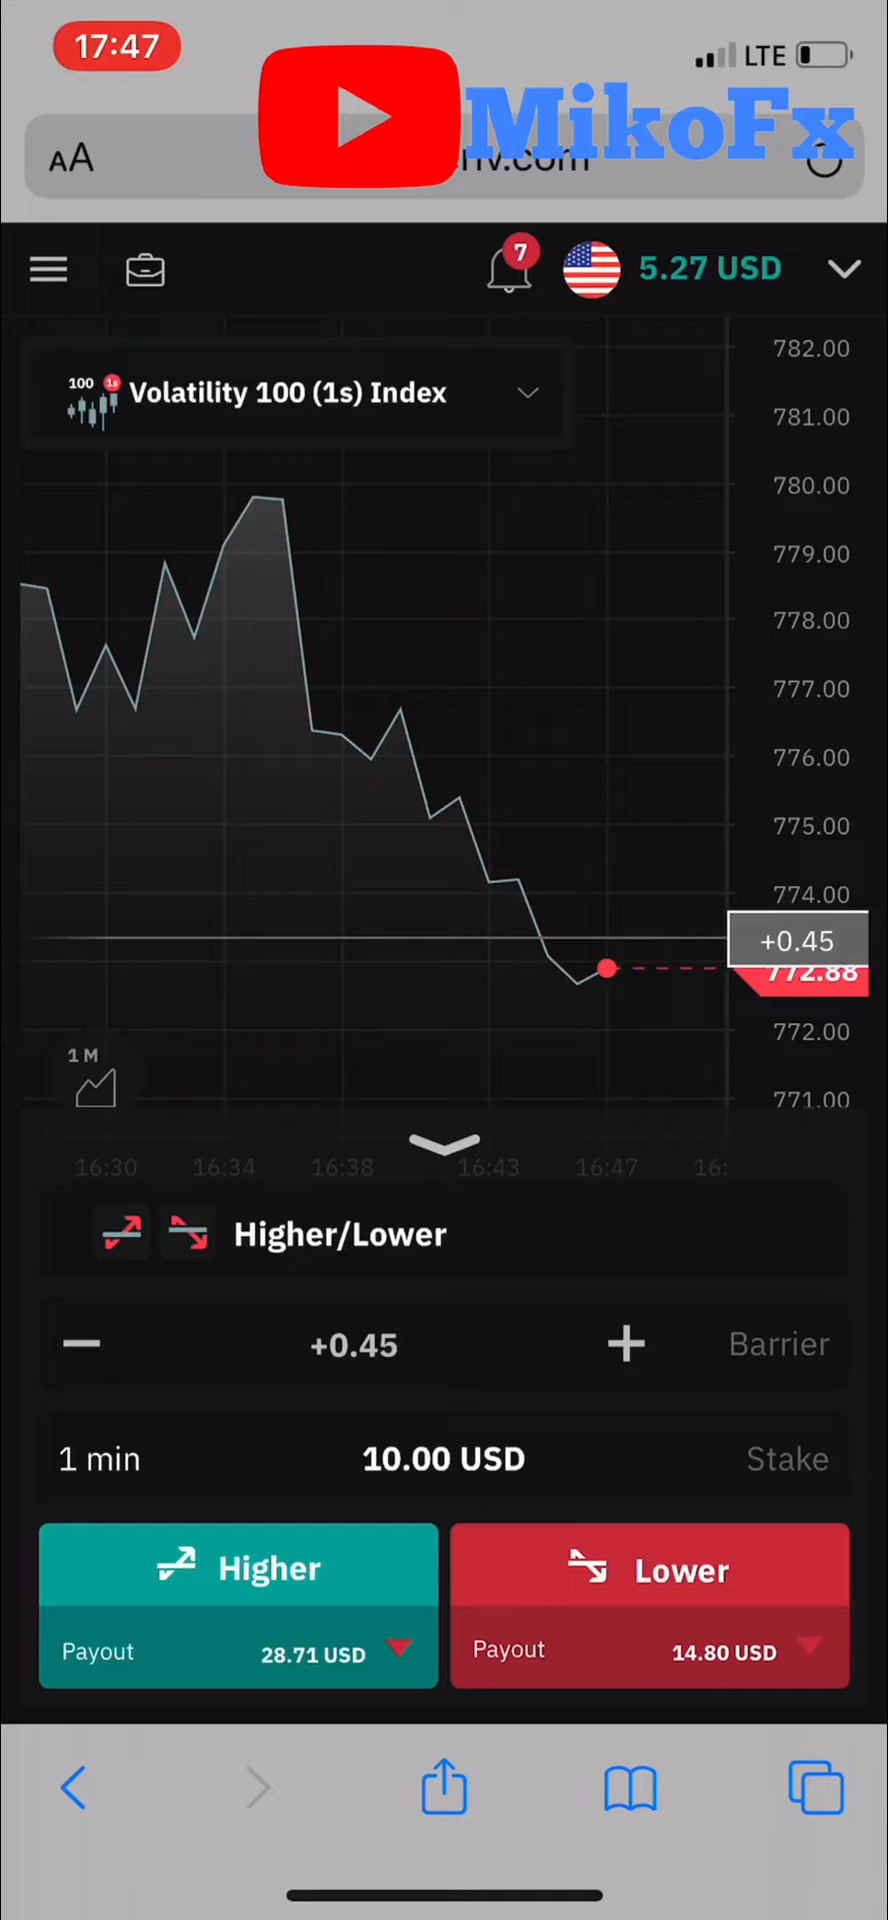 17:47
LTE
MikoFx
AA
.com
7
5.27 USD
100 1s
Volatility 100 (1s) Index
782.00
781.00
780.00
779.00
778.00
777.00
776.00
775.00
774.00
+0.45
772.88
772.00
771.00
1 M
16:30
16:34
16:38
16:43
16:47
16:
Higher/Lower
+0.45
Barrier
1 min
10.00 USD
Stake
Higher
Lower
Payout
28.71 USD
Payout
14.80 USD